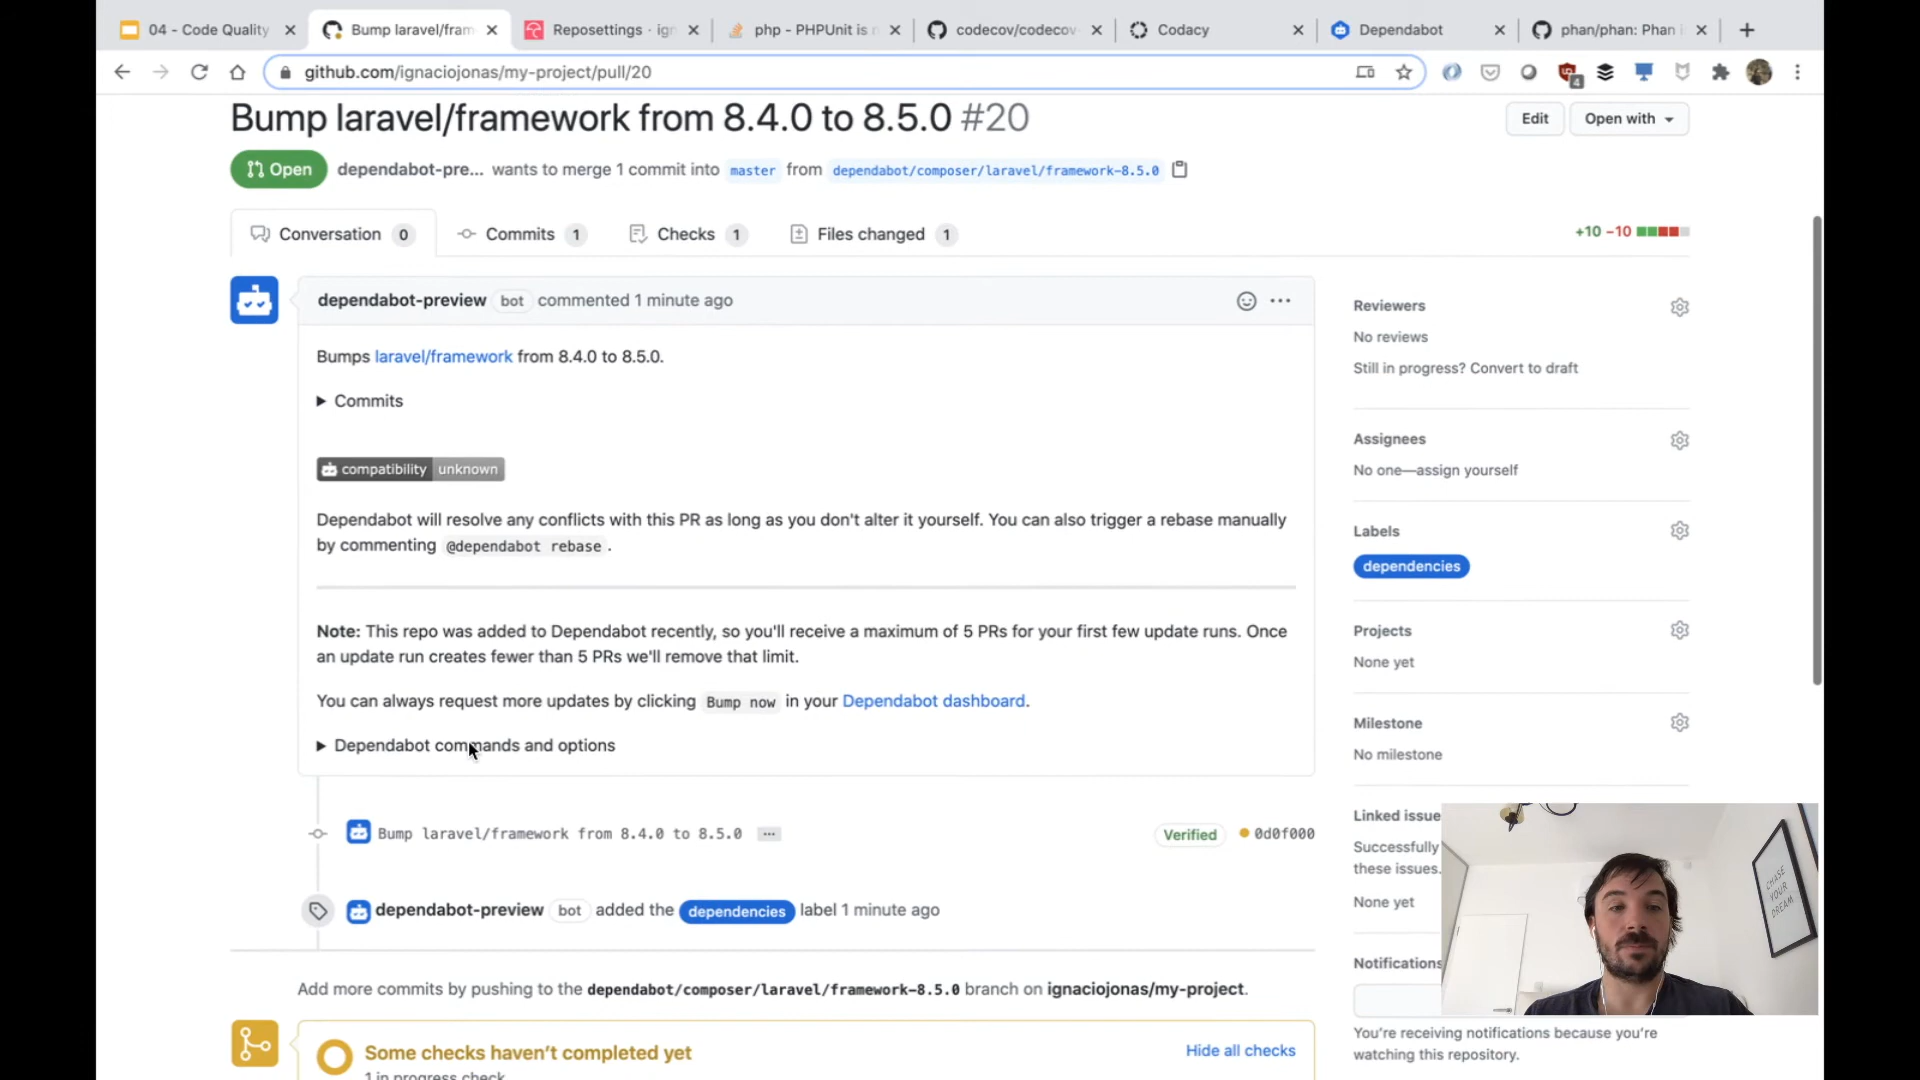 04 - Code Quality
Bump laravel/fram
Reposettings · ign
php - PHPUnit is n
codecov/codecov-
Codacy
Dependabot
phan/phan: Phan i
github.com/ignaciojonas/my-project/pull/20
4
Bump laravel/framework from 8.4.0 to 8.5.0 #20
Edit
Open with
Open
dependabot-pre... wants to merge 1 commit into master from dependabot/composer/laravel/framework-8.5.0
Conversation 0
Commits 1
Checks 1
Files changed 1
+10 −10
dependabot-preview bot commented 1 minute ago
Bumps laravel/framework from 8.4.0 to 8.5.0.
Commits
compatibility unknown
Dependabot will resolve any conflicts with this PR as long as you don't alter it yourself. You can also trigger a rebase manually
by commenting @dependabot rebase .
Note: This repo was added to Dependabot recently, so you'll receive a maximum of 5 PRs for your first few update runs. Once
an update run creates fewer than 5 PRs we'll remove that limit.
You can always request more updates by clicking Bump now in your Dependabot dashboard.
Dependabot commands and options
Bump laravel/framework from 8.4.0 to 8.5.0 ...
Verified
0d0f000
dependabot-preview bot added the dependencies label 1 minute ago
Add more commits by pushing to the dependabot/composer/laravel/framework-8.5.0 branch on ignaciojonas/my-project.
Some checks haven't completed yet
Hide all checks
1 in progress check
Reviewers
No reviews
Still in progress? Convert to draft
Assignees
No one—assign yourself
Labels
dependencies
Projects
None yet
Milestone
No milestone
Linked issue
Successfully
these issues.
None yet
Notifications
You're receiving notifications because you're
watching this repository.
CHASE
YOUR
DREAM